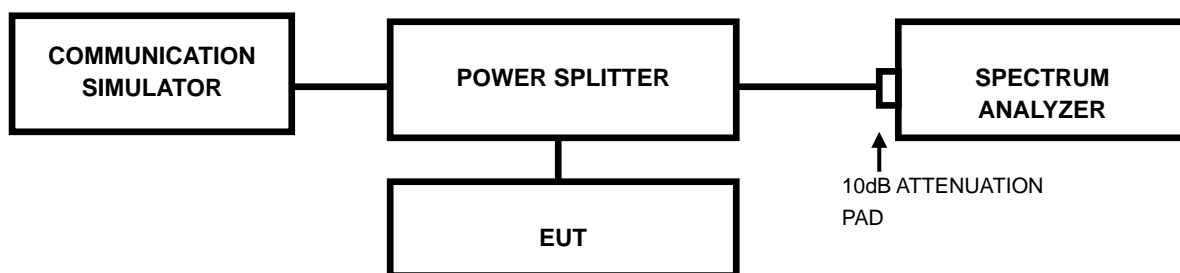 COMMUNICATION
SIMULATOR
POWER SPLITTER
SPECTRUM
ANALYZER
10dB ATTENUATION
PAD
EUT